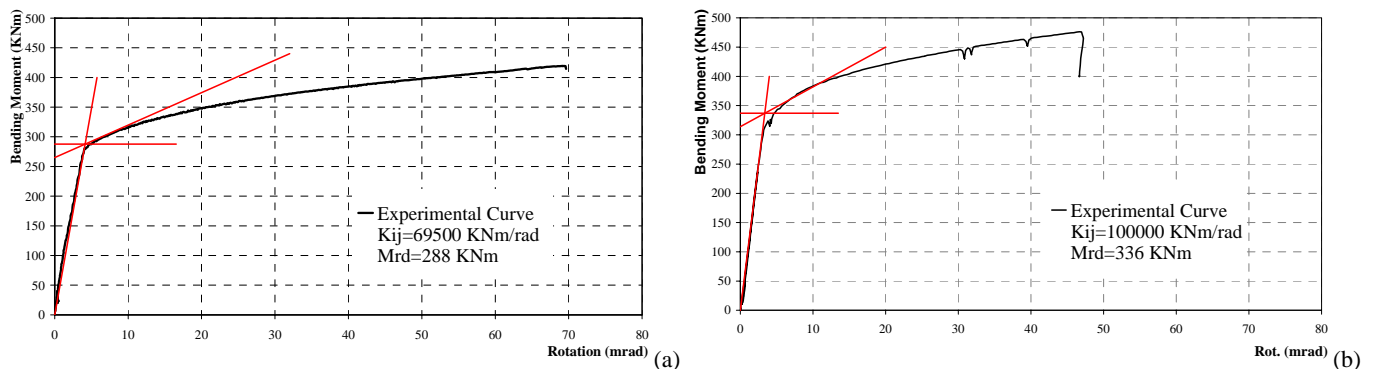 Bending Moment (KNm)
500
450
400
350
300
250
200
150
100
50
0
0 10 20 30 40 50 60 70 80
Experimental Curve
Kij=69500 KNm/rad
Mrd=288 KNm
Rotation (mrad)
(a)
Bending Moment (KNm)
500
450
400
350
300
250
200
150
100
50
0
0 10 20 30 40 50 60 70 80
Experimental Curve
Kij=100000 KNm/rad
Mrd=336 KNm
Rot. (mrad)
(b)